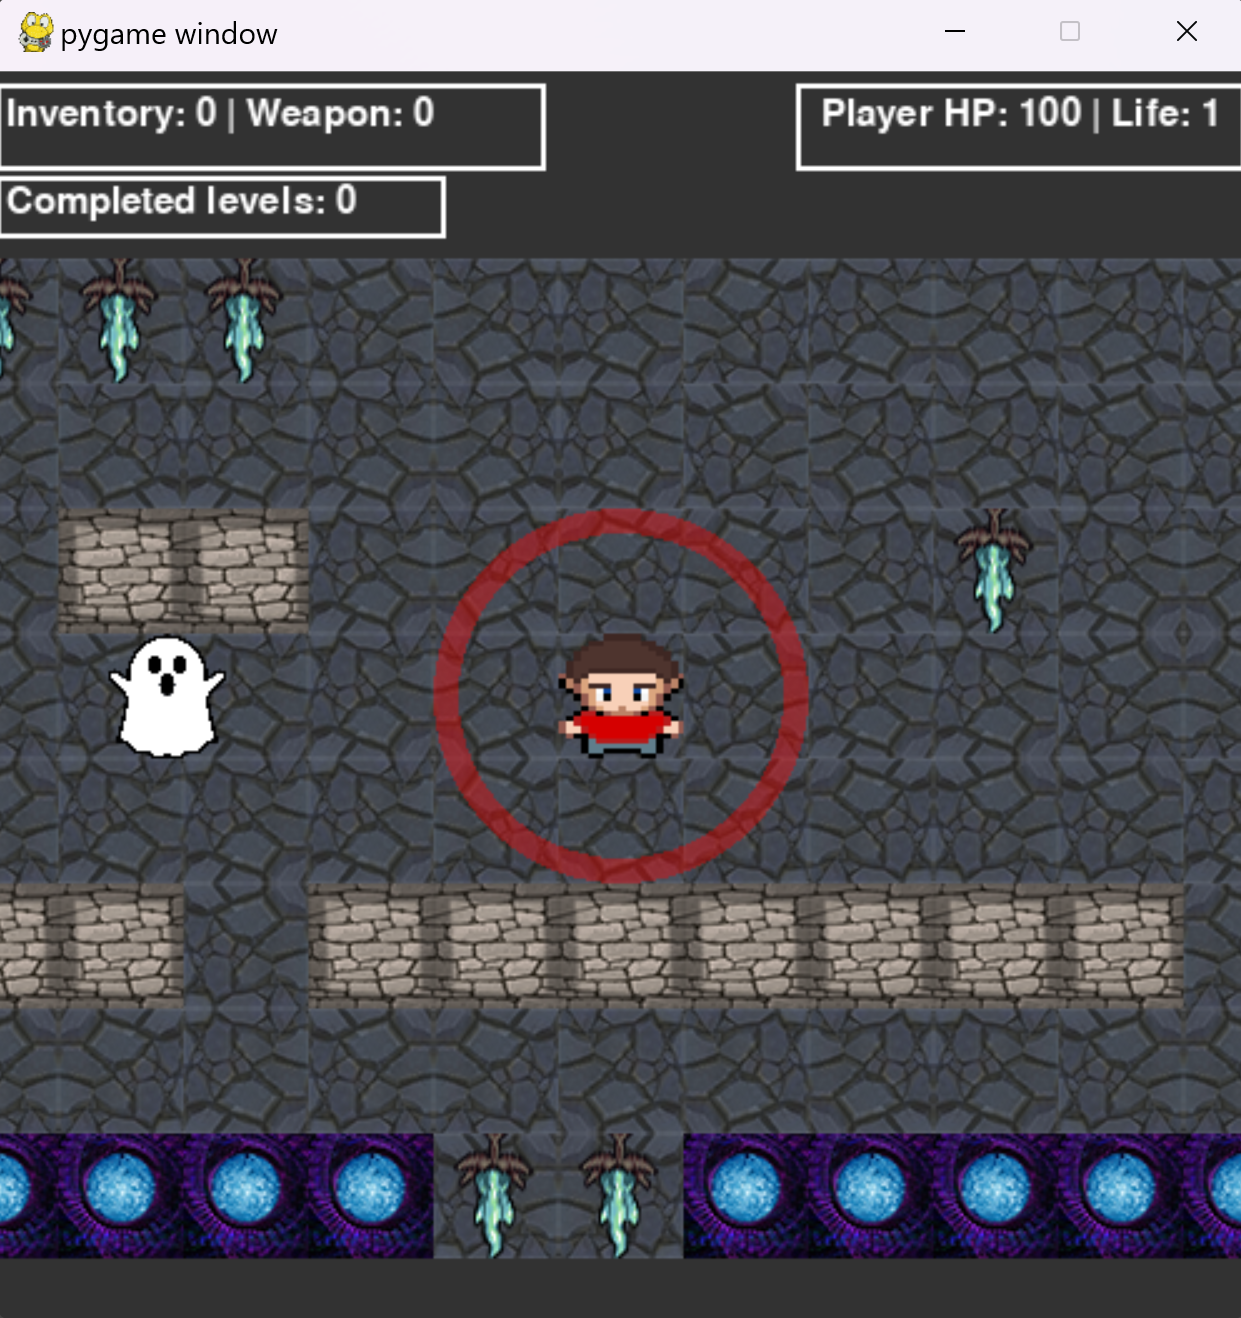 pygame window
Inventory: 0 | Weapon: 0
Player HP: 100 | Life: 1
Completed levels: 0